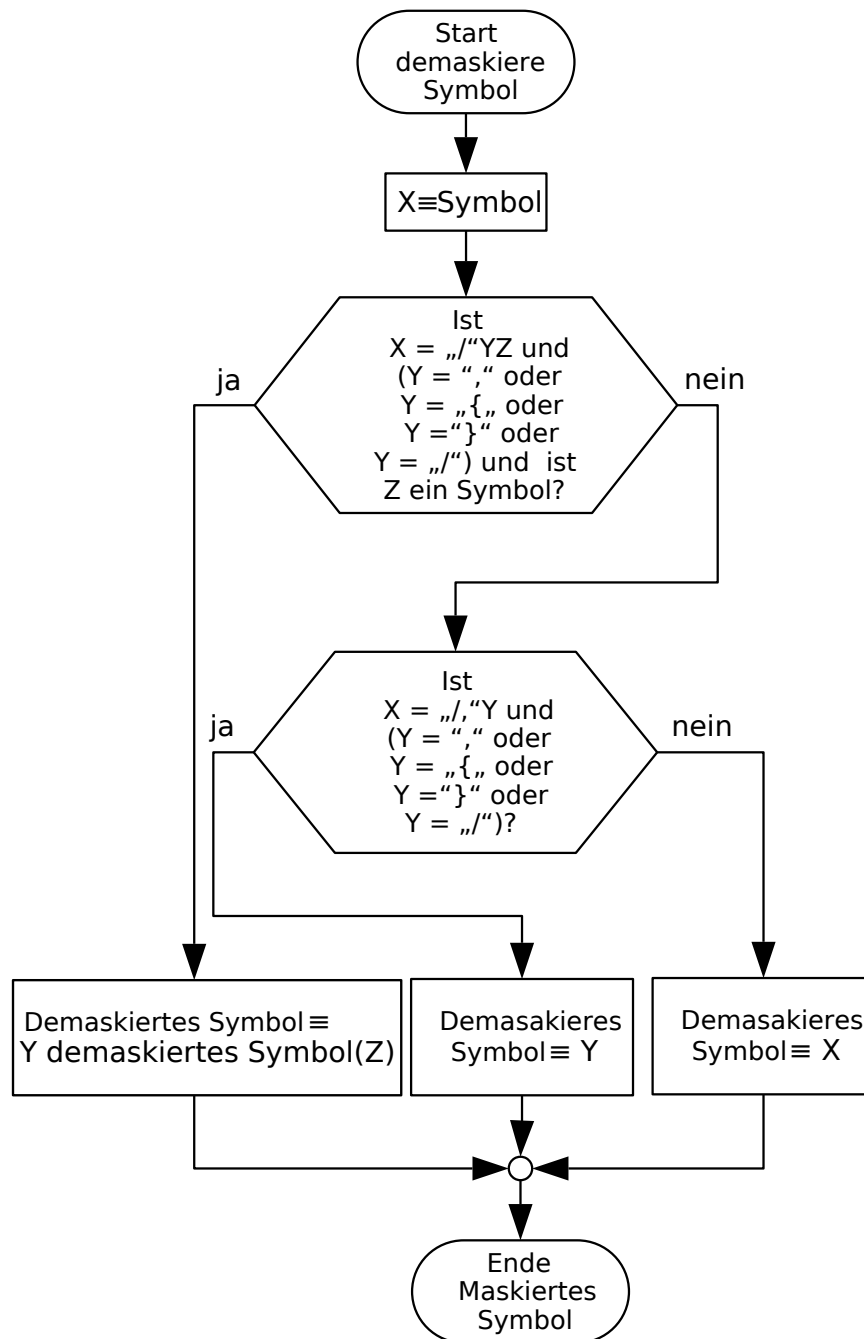 Start
demaskiere
Symbol
X≡Symbol
Ist
X = „/“YZ und
(Y = “,“ oder
Y = „{„ oder
Y =“}“ oder
Y = „/“) und ist
Z ein Symbol?
ja
nein
Ist
X = „/,“Y und
(Y = “,“ oder
Y = „{„ oder
Y =“}“ oder
Y = „/“)?
ja
nein
Demaskiertes Symbol≡
Y demaskiertes Symbol(Z)
Demasakieres
Symbol≡ Y
Demasakieres
Symbol≡ X
Ende
Maskiertes
Symbol